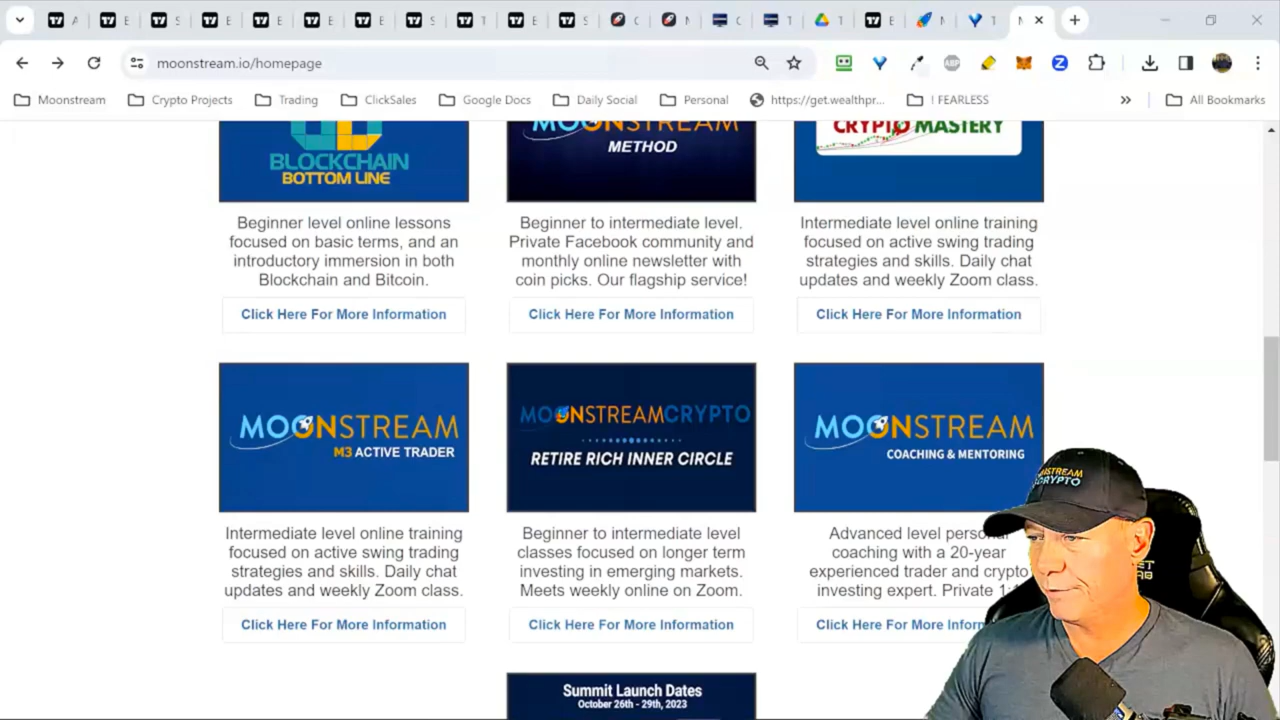 moonstream.io/homepage
Moonstream
Crypto Projects
Trading
ClickSales
Google Docs
Daily Social
Personal
https://get.wealthpr...
! FEARLESS
All Bookmarks
BLOCKCHAIN
BOTTOM LINE
MOONSTREAM
METHOD
CRYPTO MASTERY
Beginner level online lessons
focused on basic terms, and an
introductory immersion in both
Blockchain and Bitcoin.
Click Here For More Information
Beginner to intermediate level.
Private Facebook community and
monthly online newsletter with
coin picks. Our flagship service!
Click Here For More Information
Intermediate level online training
focused on active swing trading
strategies and skills. Daily chat
updates and weekly Zoom class.
Click Here For More Information
MOONSTREAM
M3 ACTIVE TRADER
Intermediate level online training
focused on active swing trading
strategies and skills. Daily chat
updates and weekly Zoom class.
Click Here For More Information
MOONSTREAMCRYPTO
RETIRE RICH INNER CIRCLE
Beginner to intermediate level
classes focused on longer term
investing in emerging markets.
Meets weekly online on Zoom.
Click Here For More Information
MOONSTREAM
COACHING & MENTORING
Advanced level
coaching with a 20-year
experienced trader and crypto
investing expert. Private
Click Here For More
Summit Launch Dates
October 26th - 29th, 2023
MOONSTREAM
CRYPTO